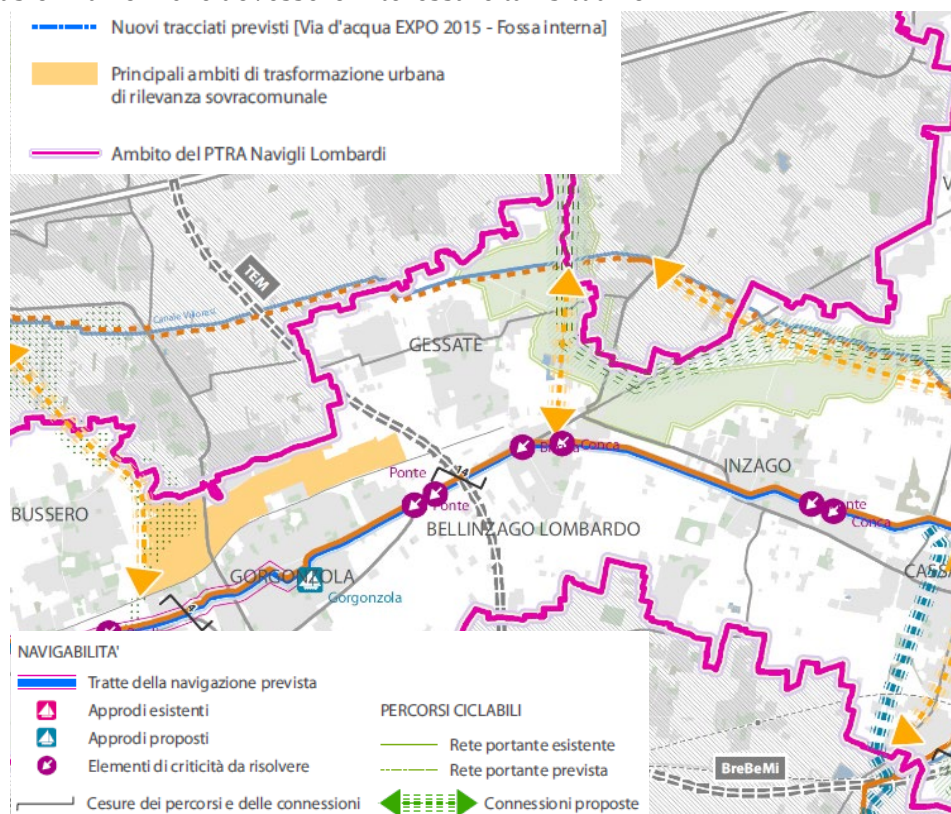 Nuovi tracciati previsti [Via d'acqua EXPO 2015 - Fossa interna]
Principali ambiti di trasformazione urbana
di rilevanza sovracomunale
Ambito del PTRA Navigli Lombardi
TEM
Canale Villoresi
GESSATE
Conca
INZAGO
Ponte
14
Ponte
Conca
BUSSERO
BELLINZAGO LOMBARDO
GORGONZOLA
Gorgonzola
NAVIGABILITA'
Tratte della navigazione prevista
Approdi esistenti
Approdi proposti
Elementi di criticità da risolvere
Cesure dei percorsi e delle connessioni
PERCORSI CICLABILI
Rete portante esistente
Rete portante prevista
Connessioni proposte
BreBeMi